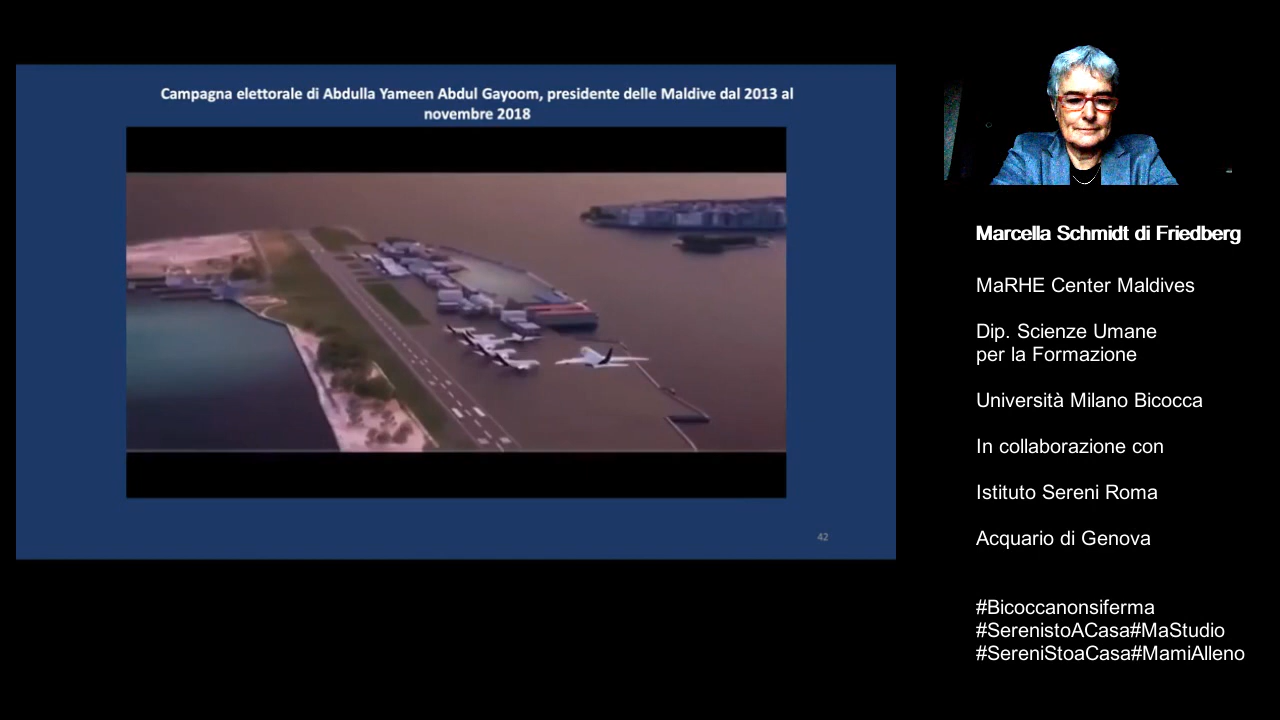 Campagna elettorale di Abdulla Yameen Abdul Gayoom, presidente delle Maldive dal 2013 al
novembre 2018
42
Marcella Schmidt di Friedberg
MaRHE Center Maldives
Dip. Scienze Umane
per la Formazione
Università Milano Bicocca
In collaborazione con
Istituto Sereni Roma
Acquario di Genova
#Bicoccanonsiferma
#SerenistoACasa#MaStudio
#SereniStoaCasa#MamiAlleno